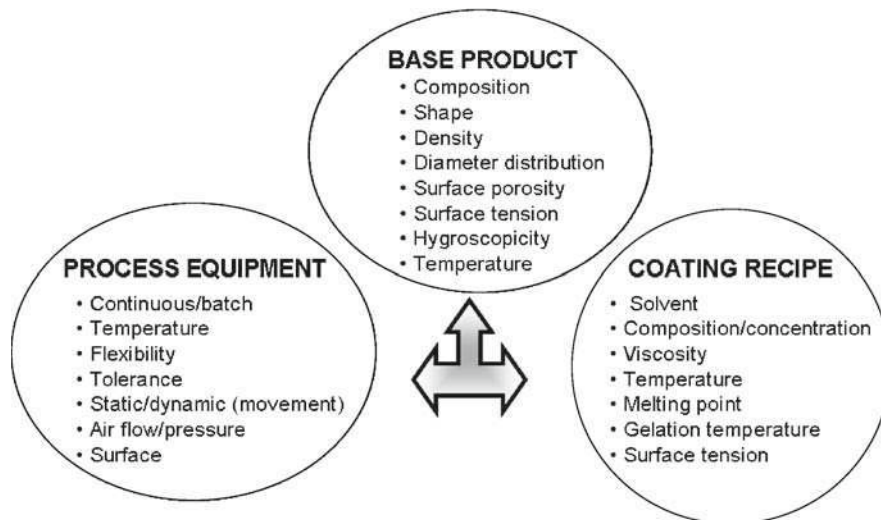 BASE PRODUCT
• Composition
• Shape
• Density
• Diameter distribution
• Surface porosity
• Surface tension
• Hygroscopicity
• Temperature
PROCESS EQUIPMENT
• Continuous/batch
• Temperature
• Flexibility
• Tolerance
• Static/dynamic (movement)
• Air flow/pressure
• Surface
COATING RECIPE
• Solvent
• Composition/concentration
• Viscosity
• Temperature
• Melting point
• Gelation temperature
• Surface tension